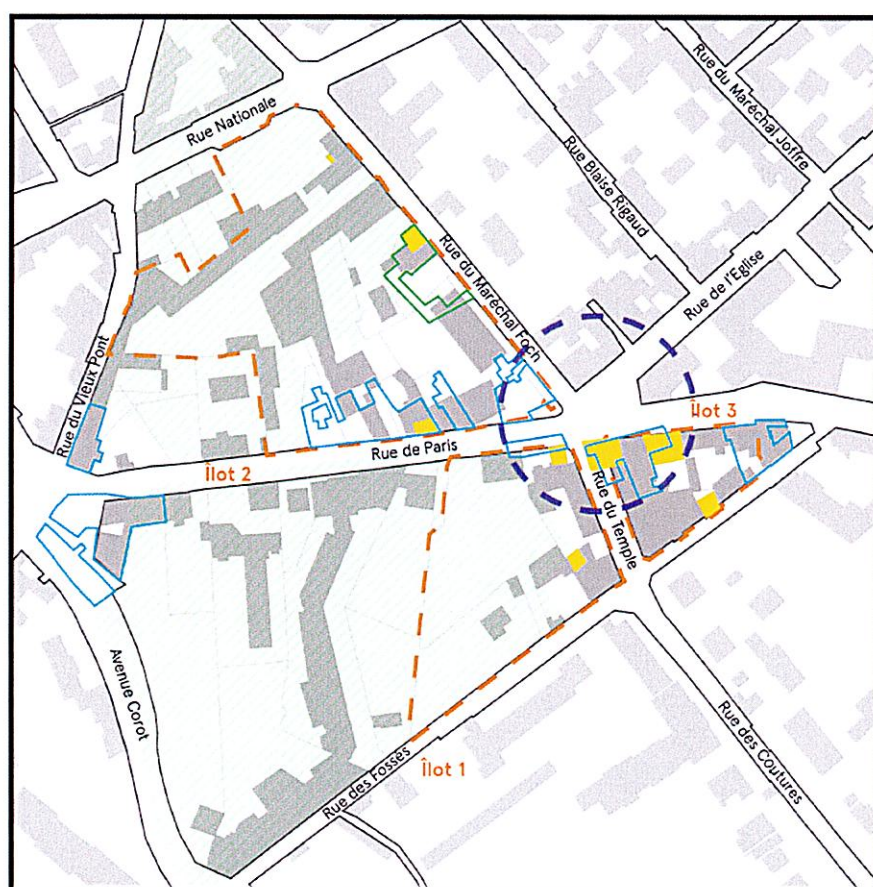 Rue du Maréchal Joffre
Rue Nationale
Rue Blaise Rigaud
Rue du Maréchal Foch
Rue de l'Eglise
Rue du Vieux Pont
Îlot 3
Rue de Paris
Îlot 2
Rue du Temple
Avenue Corot
Rue des Fossés
Îlot 1
Rue des Coutures